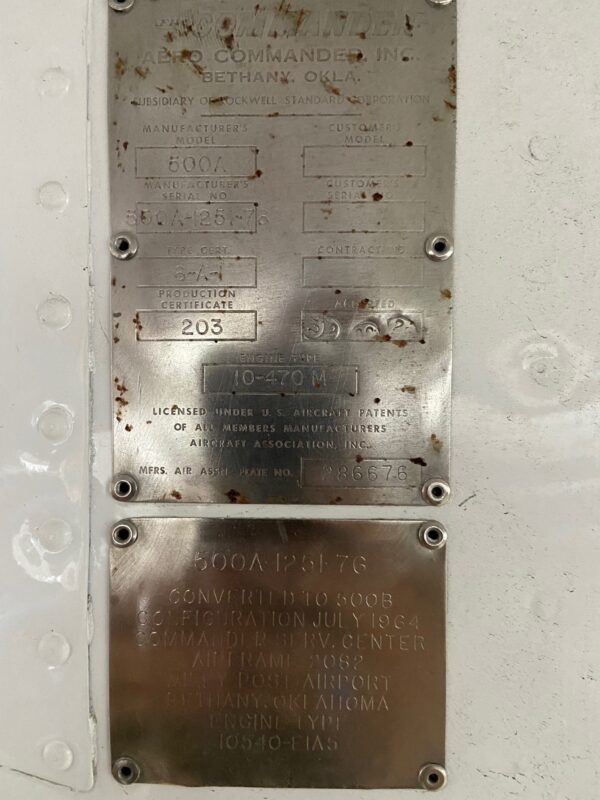 COMMANDER
AERO COMMANDER, INC.
BETHANY, OKLA.
SUBSIDIARY OF ROCKWELL-STANDARD CORPORATION
MANUFACTURER'S MODEL
CUSTOMER'S MODEL
500A
MANUFACTURER'S SERIAL NO
CUSTOMER'S SERIAL NO
500A-1251-76
TYPE CERT.
CONTRACT NO
6-A-1
PRODUCTION CERTIFICATE
ACCEPTED
203
ENGINE TYPE
IO-470 M
LICENSED UNDER U.S. AIRCRAFT PATENTS
OF ALL MEMBERS MANUFACTURERS
AIRCRAFT ASSOCIATION, INC.
MFRS. AIR ASSN. PLATE NO. 286676
500A-1251-76
CONVERTED TO 500B
COLFIGURATION JULY 1964
COMMANDER SERV. CENTER
AIRFRAME 2082
WILEY POST AIRPORT
BETHANY, OKLAHOMA
ENGINE TYPE
IO540-E1A5